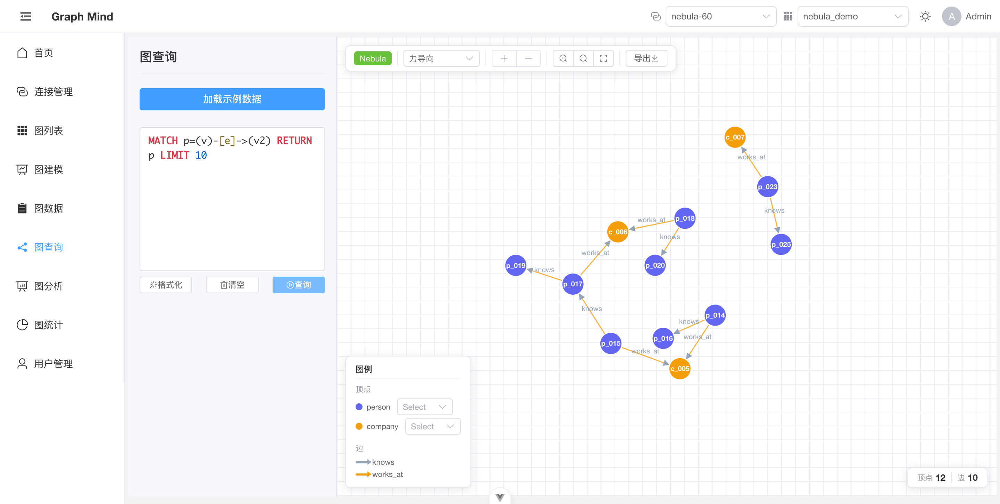 Graph Mind
nebula-60
nebula_demo
A
Admin
首页
连接管理
图列表
图建模
图数据
图查询
图分析
图统计
用户管理
图查询
加载示例数据
MATCH p=(v)-[e]->(v2) RETURN
p LIMIT 10
格式化
清空
查询
Nebula
力导向
导出
c_007
works_at
p_023
knows
p_025
p_018
works_at
c_006
knows
works_at
p_019
knows
p_020
p_017
knows
p_014
knows
p_016
works_at
p_015
works_at
c_005
图例
顶点
person
Select
company
Select
边
knows
works_at
顶点 12
边 10